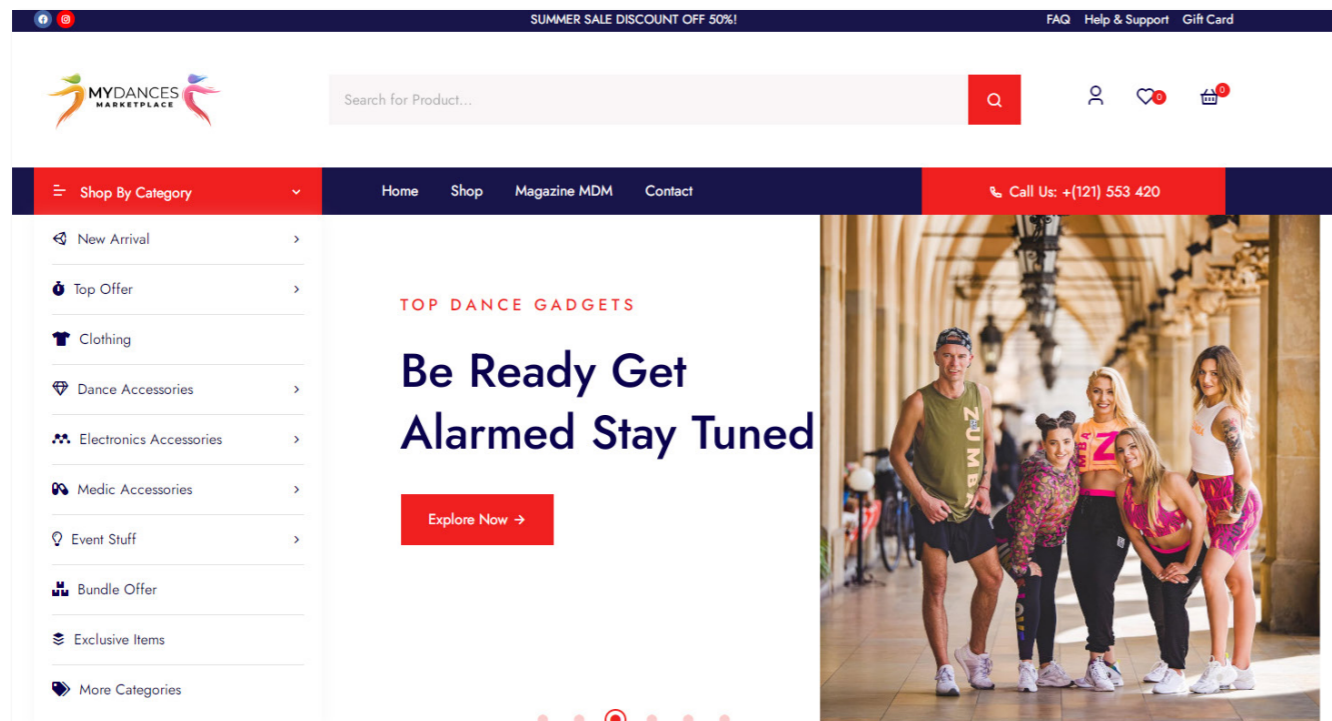 SUMMER SALE DISCOUNT OFF 50%!
FAQ Help & Support Gift Card
MYDANCES
MARKETPLACE
Search for Product...
0
0
Shop By Category
Home Shop Magazine MDM Contact
Call Us: +(121) 553 420
New Arrival
Top Offer
Clothing
Dance Accessories
Electronics Accessories
Medic Accessories
Event Stuff
Bundle Offer
Exclusive Items
More Categories
TOP DANCE GADGETS
Be Ready Get
Alarmed Stay Tuned
Explore Now →
ZUMBA
MBA
Z